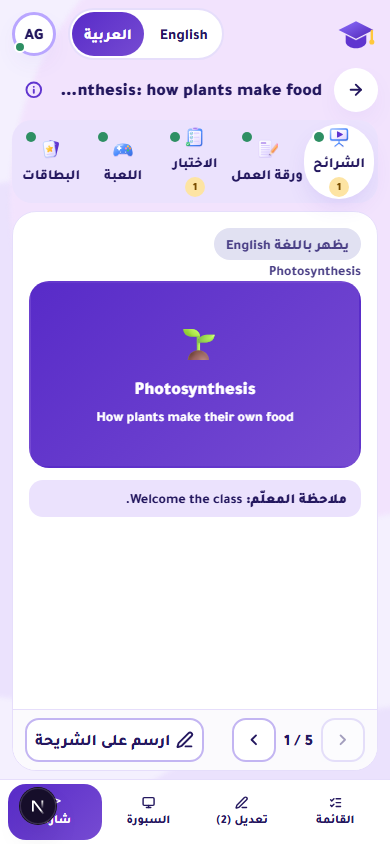 AG
العربية
English
...nthesis: how plants make food
الشرائح
1
ورقة العمل
الاختبار
1
اللعبة
البطاقات
يظهر باللغة English
Photosynthesis
Photosynthesis
How plants make their own food
ملاحظة المعلّم: Welcome the class.
ارسم على الشريحة
1 / 5
القائمة
تعديل (2)
السبورة
N